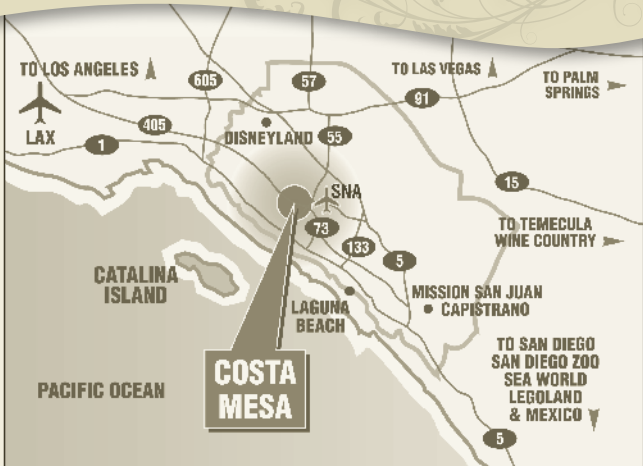 TO LOS ANGELES
605
57
TO LAS VEGAS
TO PALM
SPRINGS
91
LAX
405
1
DISNEYLAND
55
15
SNA
73
133
5
TO TEMECULA
WINE COUNTRY
CATALINA
ISLAND
LAGUNA
BEACH
MISSION SAN JUAN
CAPISTRANO
COSTA
MESA
PACIFIC OCEAN
TO SAN DIEGO
SAN DIEGO ZOO
SEA WORLD
LEGOLAND
& MEXICO
5